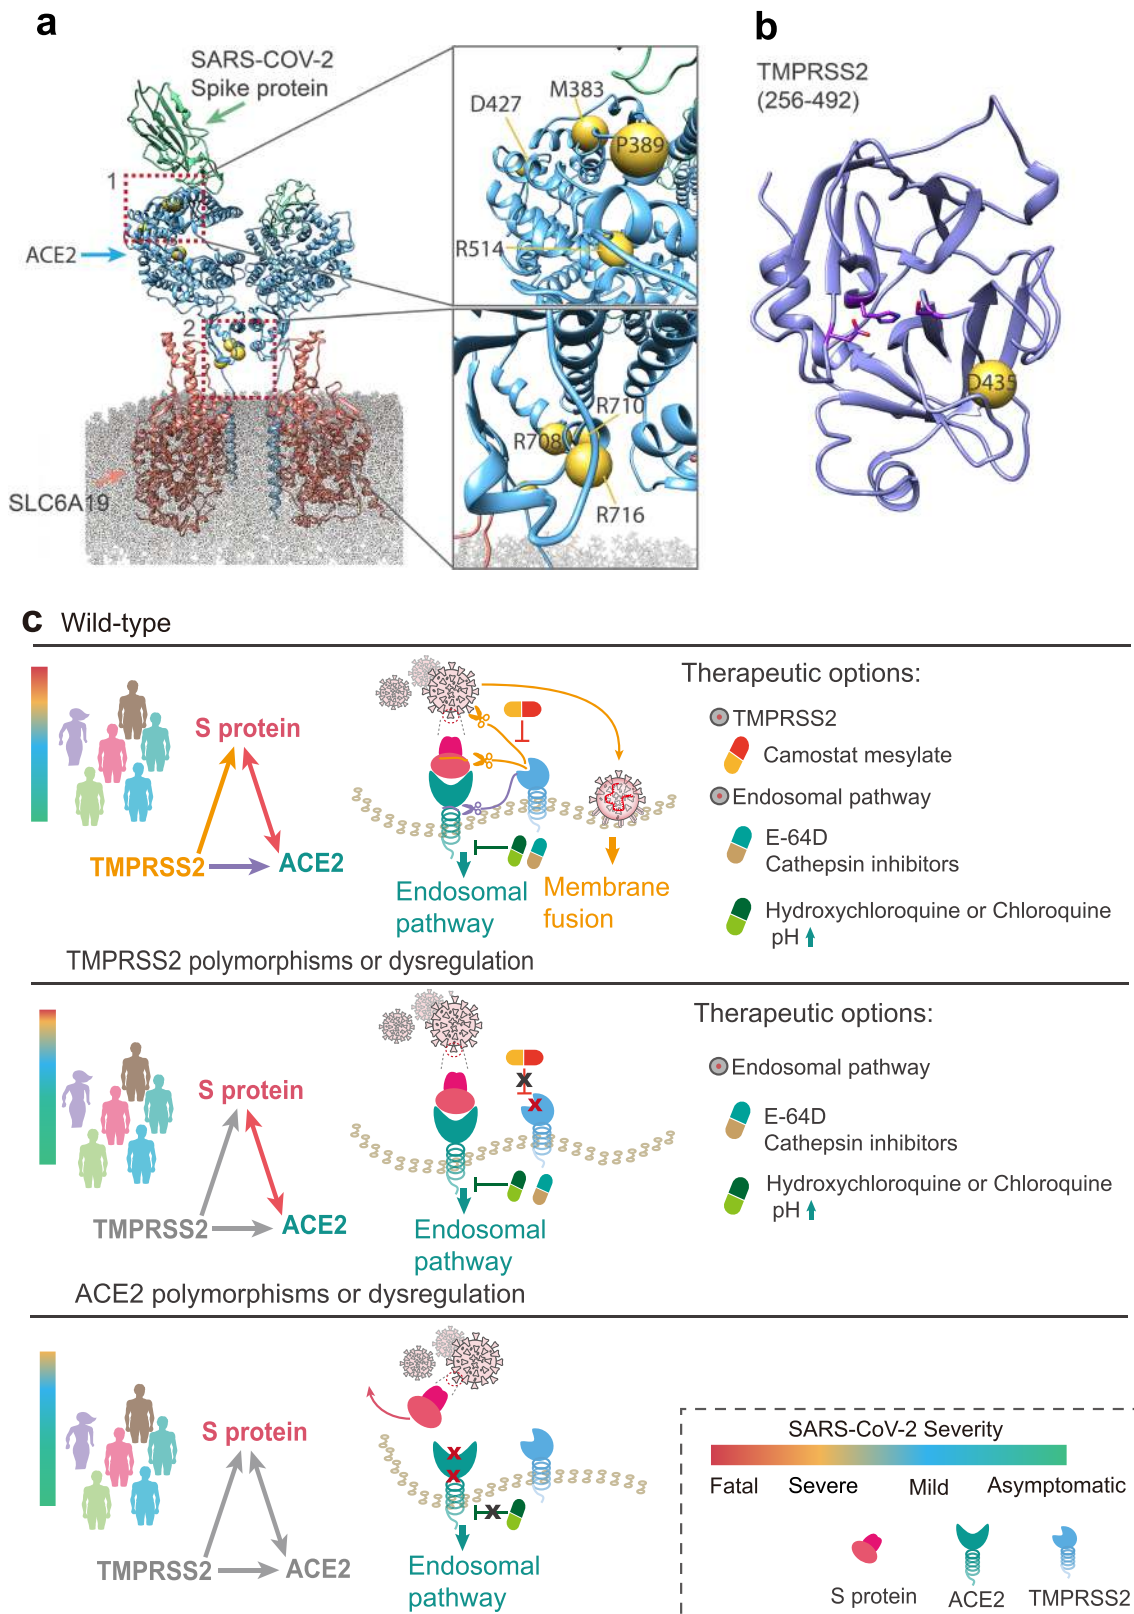 a
SARS-COV-2
Spike protein
1
ACE2
2
SLC6A19
D427
M383
P389
R514
R710
R708
R716
b
TMPRSS2
(256-492)
D435
c Wild-type
S protein
TMPRSS2
ACE2
Endosomal
pathway
Membrane
fusion
Therapeutic options:
TMPRSS2
Camostat mesylate
Endosomal pathway
E-64D
Cathepsin inhibitors
Hydroxychloroquine or Chloroquine
pH
TMPRSS2 polymorphisms or dysregulation
S protein
TMPRSS2
ACE2
x
x
Endosomal
pathway
Therapeutic options:
Endosomal pathway
E-64D
Cathepsin inhibitors
Hydroxychloroquine or Chloroquine
pH
ACE2 polymorphisms or dysregulation
S protein
TMPRSS2
ACE2
x
x
x
Endosomal
pathway
SARS-CoV-2 Severity
Fatal Severe Mild Asymptomatic
S protein ACE2 TMPRSS2